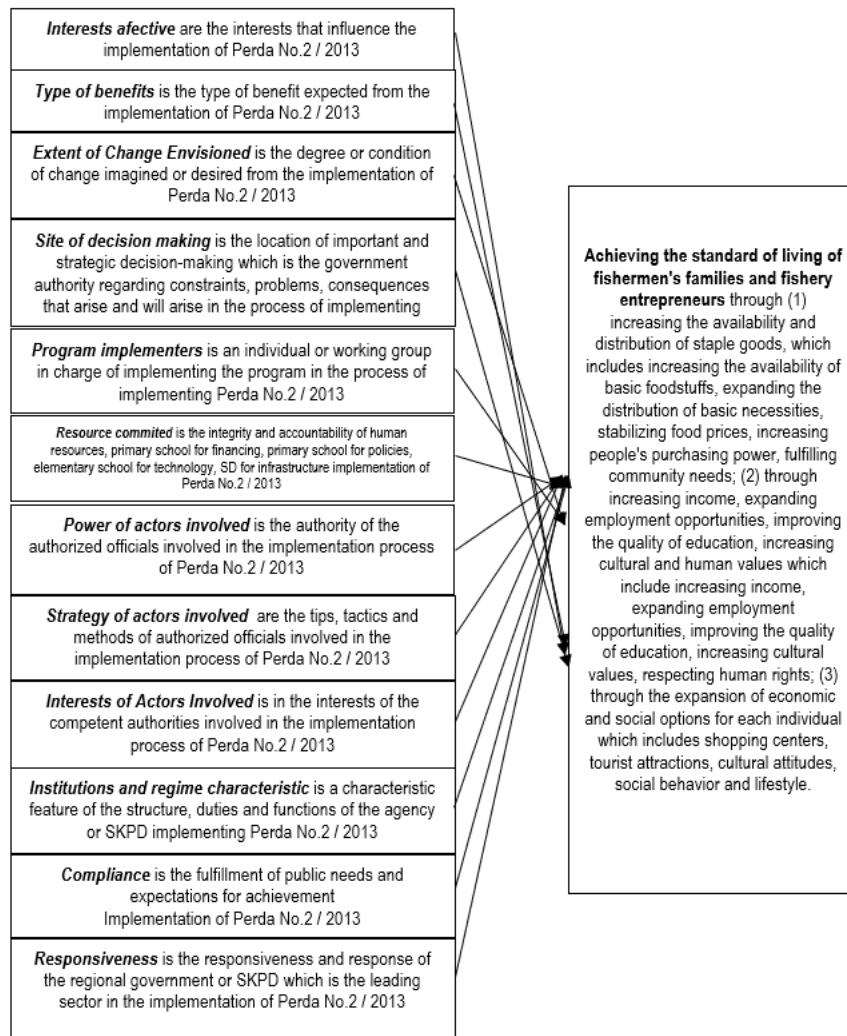 Interests afective are the interests that influence the
implementation of Perda No.2 / 2013
Type of benefits is the type of benefit expected from the
implementation of Perda No.2 / 2013
Extent of Change Envisioned is the degree or condition
of change imagined or desired from the implementation of
Perda No.2 / 2013
Site of decision making is the location of important and
strategic decision-making which is the government
authority regarding constraints, problems, consequences
that arise and will arise in the process of implementing
Program implementers is an individual or working group
in charge of implementing the program in the process of
implementing Perda No.2 / 2013
Resource commited is the integrity and accountability of human
resources, primary school for financing, primary school for policies,
elementary school for technology, SD for infrastructure implementation of
Perda No.2 / 2013
Power of actors involved is the authority of the
authorized officials involved in the implementation process
of Perda No.2 / 2013
Strategy of actors involved are the tips, tactics and
methods of authorized officials involved in the
implementation process of Perda No.2 / 2013
Interests of Actors Involved is in the interests of the
competent authorities involved in the implementation
process of Perda No.2 / 2013
Institutions and regime characteristic is a characteristic
feature of the structure, duties and functions of the agency
or SKPD implementing Perda No.2 / 2013
Compliance is the fulfillment of public needs and
expectations for achievement
Implementation of Perda No.2 / 2013
Responsiveness is the responsiveness and response of
the regional government or SKPD which is the leading
sector in the implementation of Perda No.2 / 2013
Achieving the standard of living of
fishermen's families and fishery
entrepreneurs through (1)
increasing the availability and
distribution of staple goods, which
includes increasing the availability of
basic foodstuffs, expanding the
distribution of basic necessities,
stabilizing food prices, increasing
people's purchasing power, fulfilling
community needs; (2) through
increasing income, expanding
employment opportunities, improving
the quality of education, increasing
cultural and human values which
include increasing income,
expanding employment
opportunities, improving the quality
of education, increasing cultural
values, respecting human rights; (3)
through the expansion of economic
and social options for each individual
which includes shopping centers,
tourist attractions, cultural attitudes,
social behavior and lifestyle.